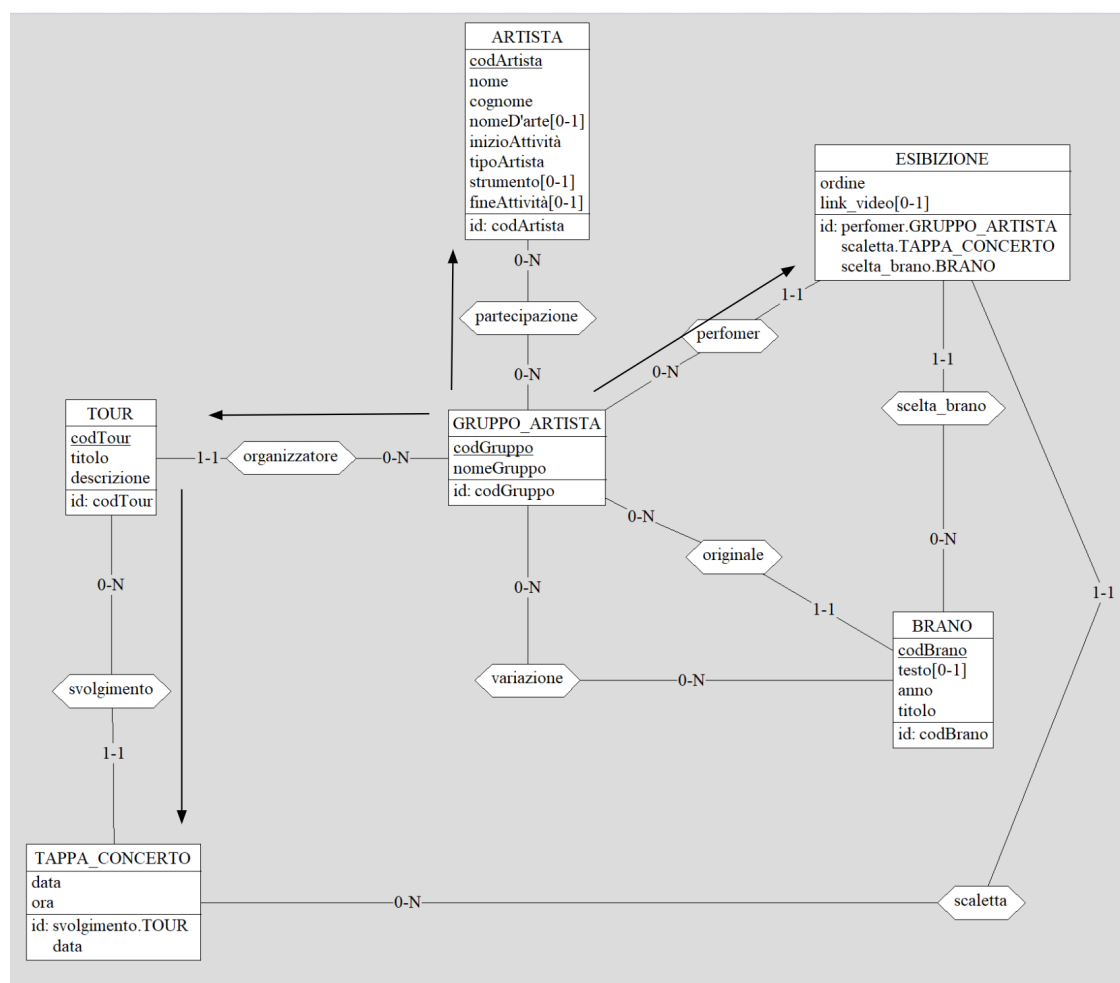 ARTISTA
codArtista
nome
cognome
nomeD'arte[0-1]
inizioAttività
tipoArtista
strumento[0-1]
fineAttività[0-1]
id: codArtista
ESIBIZIONE
ordine
link_video[0-1]
id: perfomer.GRUPPO_ARTISTA
scaletta.TAPPA_CONCERTO
scelta_brano.BRANO
0-N
partecipazione
0-N
1-1
perfomer
0-N
1-1
scelta_brano
0-N
TOUR
codTour
titolo
descrizione
id: codTour
1-1
organizzatore
0-N
GRUPPO_ARTISTA
codGruppo
nomeGruppo
id: codGruppo
0-N
originale
1-1
0-N
variazione
0-N
1-1
BRANO
codBrano
testo[0-1]
anno
titolo
id: codBrano
0-N
svolgimento
1-1
TAPPA_CONCERTO
data
ora
id: svolgimento.TOUR
data
0-N
scaletta